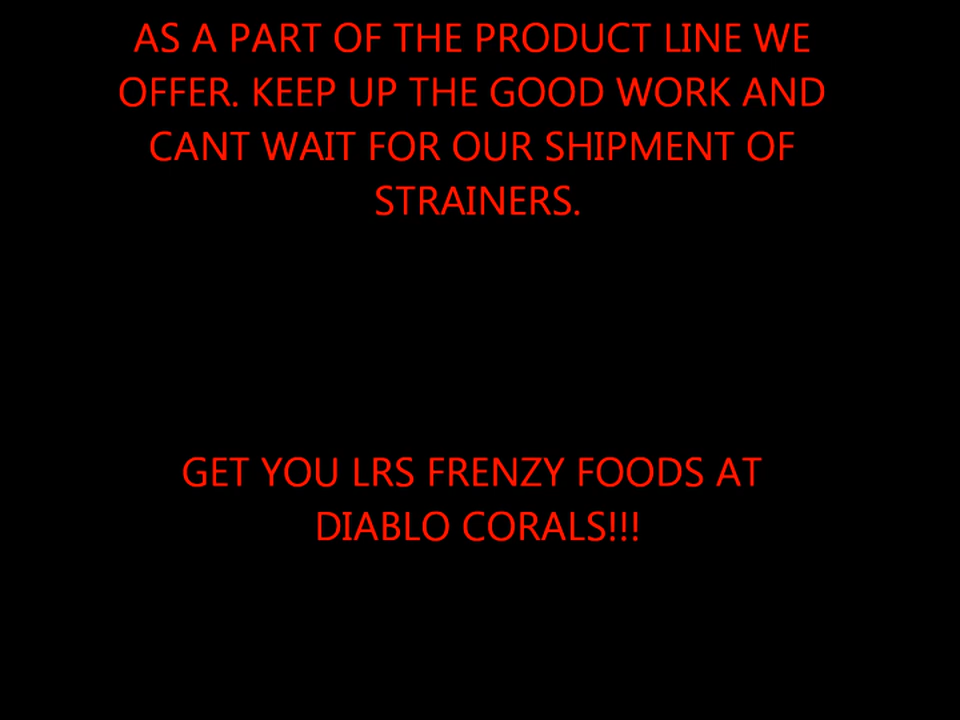 AS A PART OF THE PRODUCT LINE WE
OFFER. KEEP UP THE GOOD WORK AND
CANT WAIT FOR OUR SHIPMENT OF
STRAINERS.
GET YOU LRS FRENZY FOODS AT
DIABLO CORALS!!!